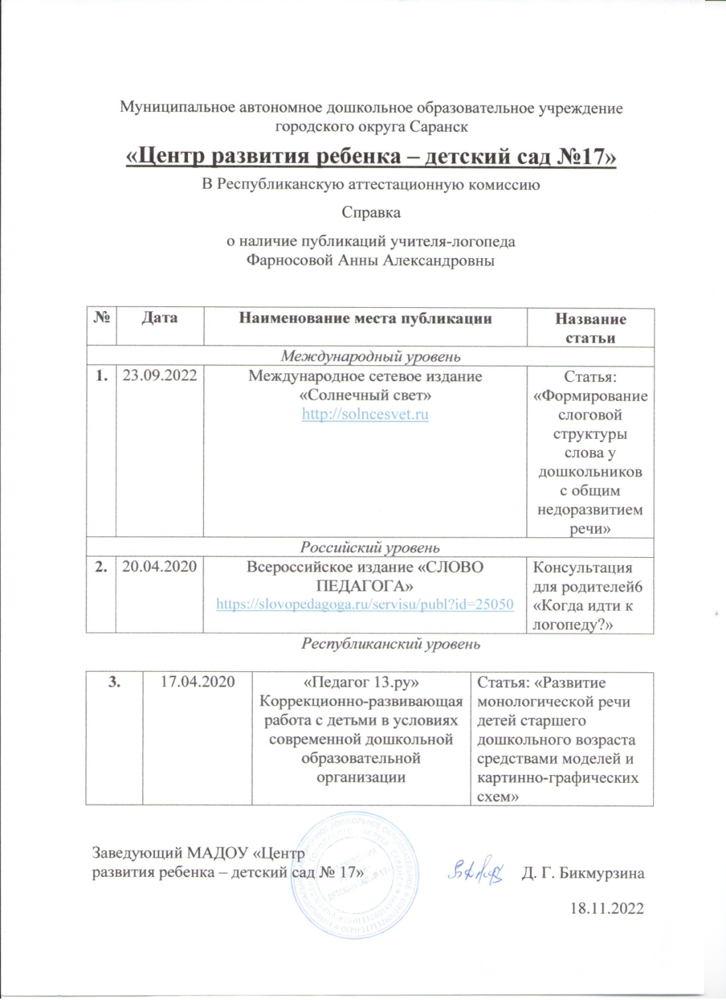 Муниципальное автономное дошкольное образовательное учреждение
городского округа Саранск
«Центр развития ребенка – детский сад №17»
В Республиканскую аттестационную комиссию
Справка
о наличие публикаций учителя-логопеда
Фарносовой Анны Александровны
№ Дата Наименование места публикации Название
статьи
Международный уровень
1. 23.09.2022 Международное сетевое издание Статья:
«Солнечный свет» «Формирование
http://solncesvet.ru слоговой
структуры
слова у
дошкольников
с общим
недоразвитием
речи»
Российский уровень
2. 20.04.2020 Всероссийское издание «СЛОВО Консультация
ПЕДАГОГА» для родителей6
https://slovopedagoga.ru/servisu/publ?id=25050 «Когда идти к
логопеду?»
Республиканский уровень
3. 17.04.2020 «Педагог 13.ру» Статья: «Развитие
Коррекционно-развивающая монологической речи
работа с детьми в условиях детей старшего
современной дошкольной дошкольного возраста
образовательной средствами моделей и
организации картинно-графических
схем»
Заведующий МАДОУ «Центр
развития ребенка – детский сад № 17» Д. Г. Бикмурзина
18.11.2022